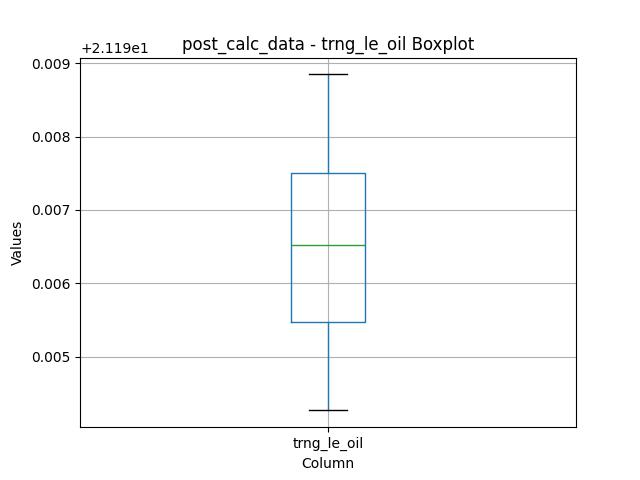 post_calc_data - trng_le_oil Boxplot
+2.119e1
0.009
0.008
0.007
0.006
0.005
Values
trng_le_oil
Column